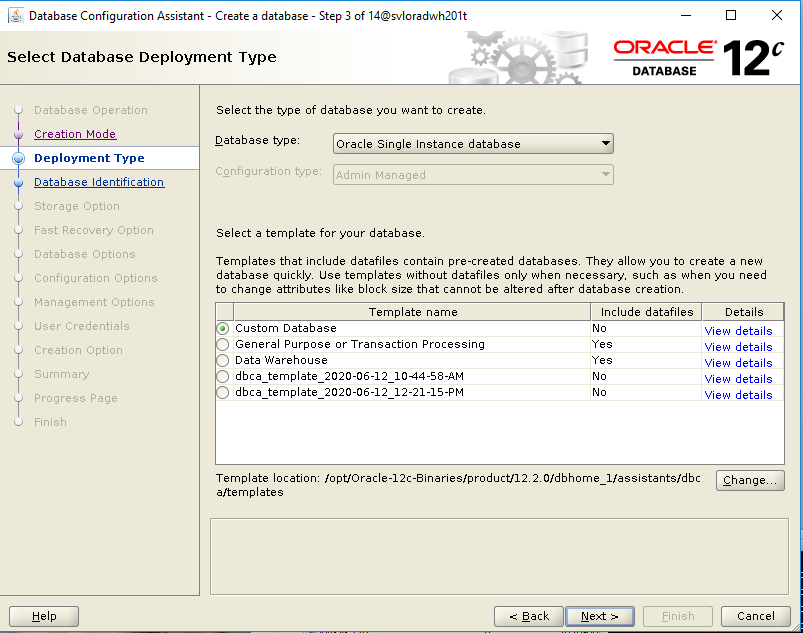 Database Configuration Assistant - Create a database - Step 3 of 14@svloradwh201t
Select Database Deployment Type
ORACLE®
DATABASE
12c
Database Operation
Creation Mode
Deployment Type
Database Identification
Storage Option
Fast Recovery Option
Database Options
Configuration Options
Management Options
User Credentials
Creation Option
Summary
Progress Page
Finish
Select the type of database you want to create.
Database type: Oracle Single Instance database
Configuration type: Admin Managed
Select a template for your database.
Templates that include datafiles contain pre-created databases. They allow you to create a new
database quickly. Use templates without datafiles only when necessary, such as when you need
to change attributes like block size that cannot be altered after database creation.
Template name Include datafiles Details
Custom Database No View details
General Purpose or Transaction Processing Yes View details
Data Warehouse Yes View details
dbca_template_2020-06-12_10-44-58-AM No View details
dbca_template_2020-06-12_12-21-15-PM No View details
Template location: /opt/Oracle-12c-Binaries/product/12.2.0/dbhome_1/assistants/dbc
a/templates
Change...
Help
< Back
Next >
Finish
Cancel